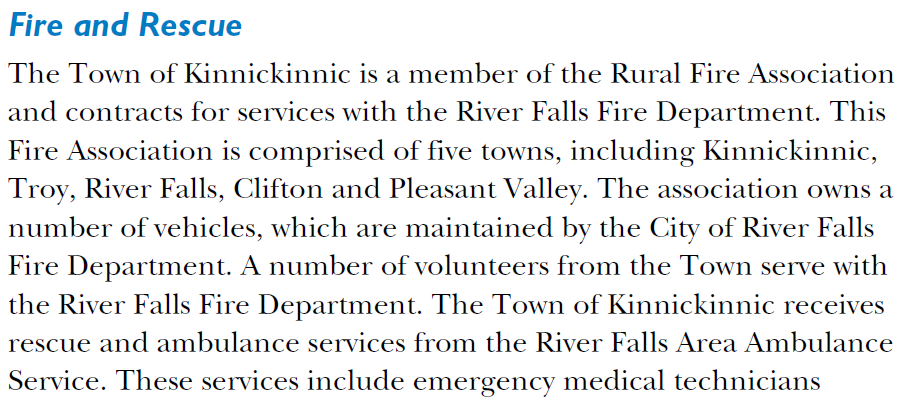 Fire and Rescue
The Town of Kinnickinnic is a member of the Rural Fire Association
and contracts for services with the River Falls Fire Department. This
Fire Association is comprised of five towns, including Kinnickinnic,
Troy, River Falls, Clifton and Pleasant Valley. The association owns a
number of vehicles, which are maintained by the City of River Falls
Fire Department. A number of volunteers from the Town serve with
the River Falls Fire Department. The Town of Kinnickinnic receives
rescue and ambulance services from the River Falls Area Ambulance
Service. These services include emergency medical technicians